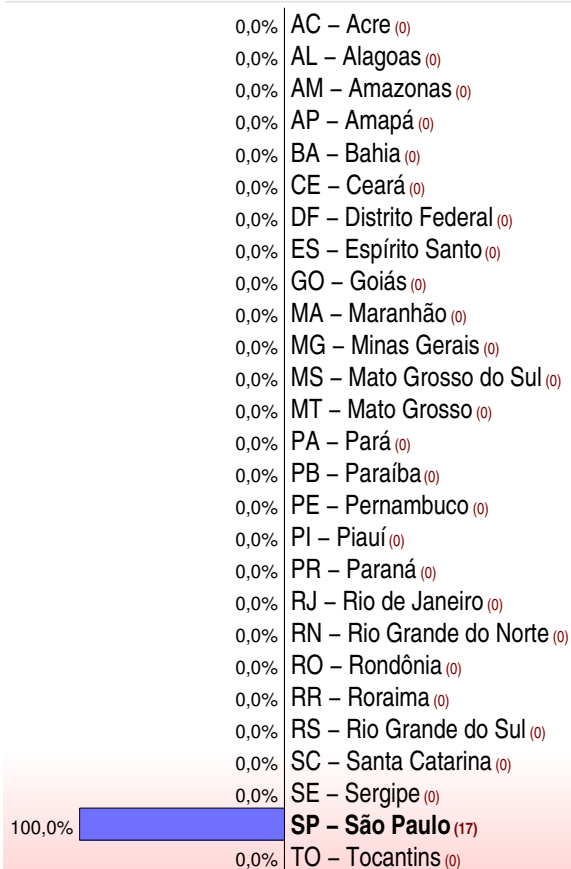 0,0% AC – Acre (0)
0,0% AL – Alagoas (0)
0,0% AM – Amazonas (0)
0,0% AP – Amapá (0)
0,0% BA – Bahia (0)
0,0% CE – Ceará (0)
0,0% DF – Distrito Federal (0)
0,0% ES – Espírito Santo (0)
0,0% GO – Goiás (0)
0,0% MA – Maranhão (0)
0,0% MG – Minas Gerais (0)
0,0% MS – Mato Grosso do Sul (0)
0,0% MT – Mato Grosso (0)
0,0% PA – Pará (0)
0,0% PB – Paraíba (0)
0,0% PE – Pernambuco (0)
0,0% PI – Piauí (0)
0,0% PR – Paraná (0)
0,0% RJ – Rio de Janeiro (0)
0,0% RN – Rio Grande do Norte (0)
0,0% RO – Rondônia (0)
0,0% RR – Roraima (0)
0,0% RS – Rio Grande do Sul (0)
0,0% SC – Santa Catarina (0)
0,0% SE – Sergipe (0)
100,0% SP – São Paulo (17)
0,0% TO – Tocantins (0)